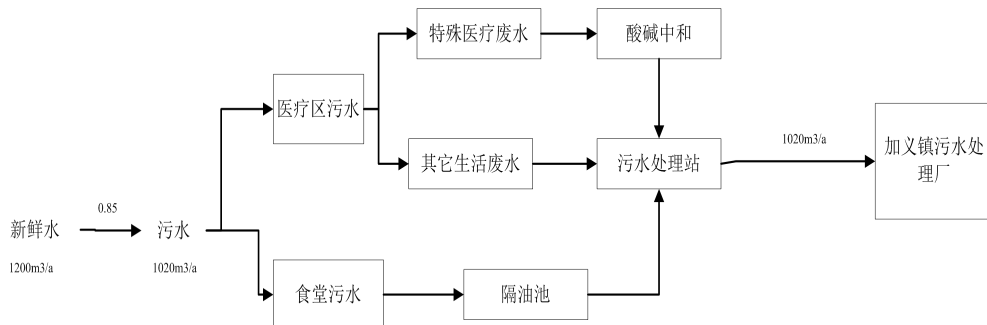 特殊医疗废水
酸碱中和
医疗区污水
1020m3/a
加义镇污水处
理厂
其它生活废水
污水处理站
0.85
新鲜水
污水
1200m3/a
1020m3/a
食堂污水
隔油池